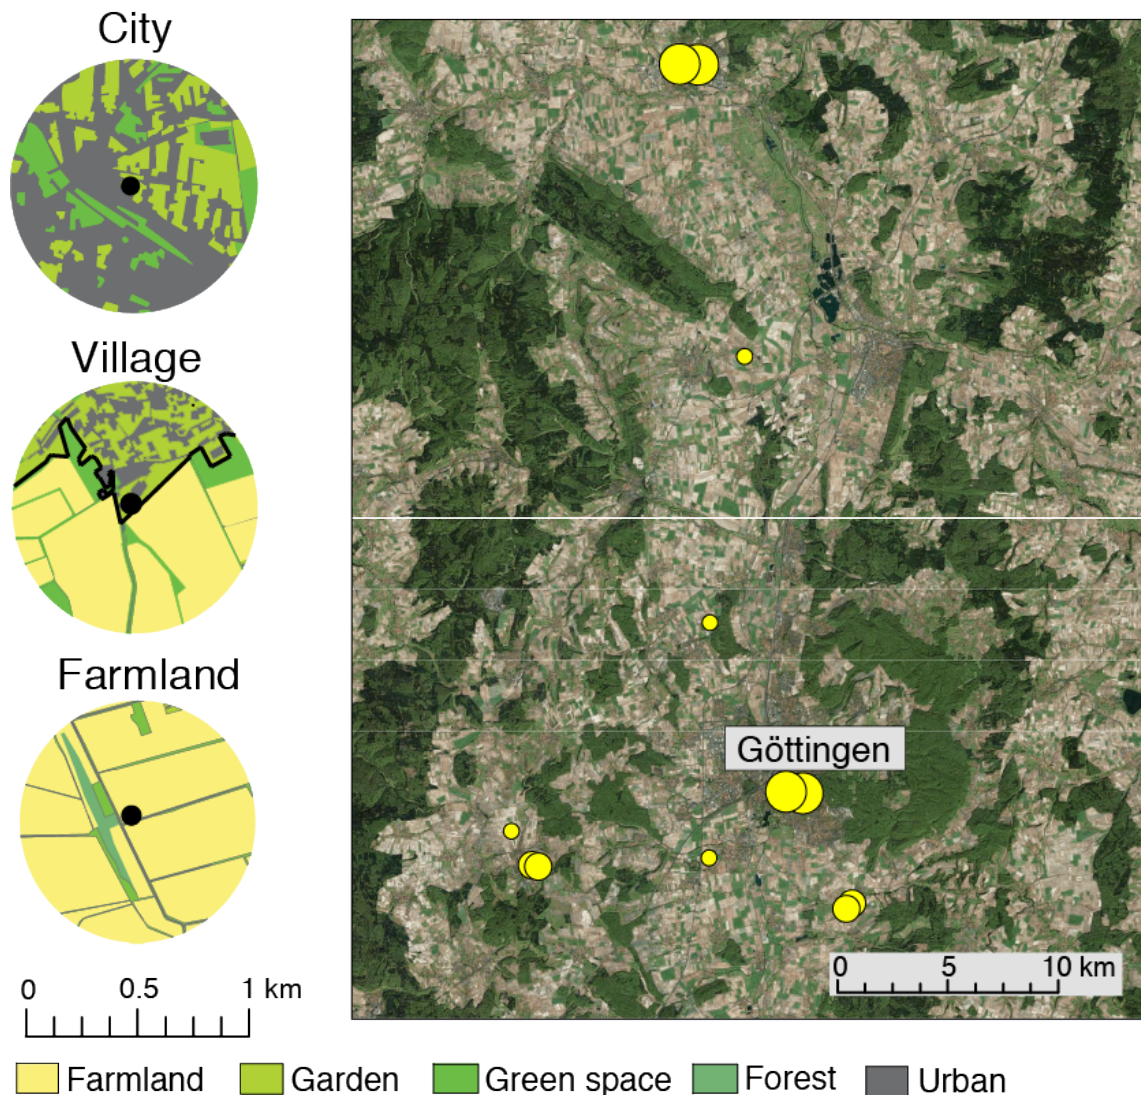 City
Village
Farmland
0 0.5 1 km
Göttingen
0 5 10 km
Farmland Garden Green space Forest Urban